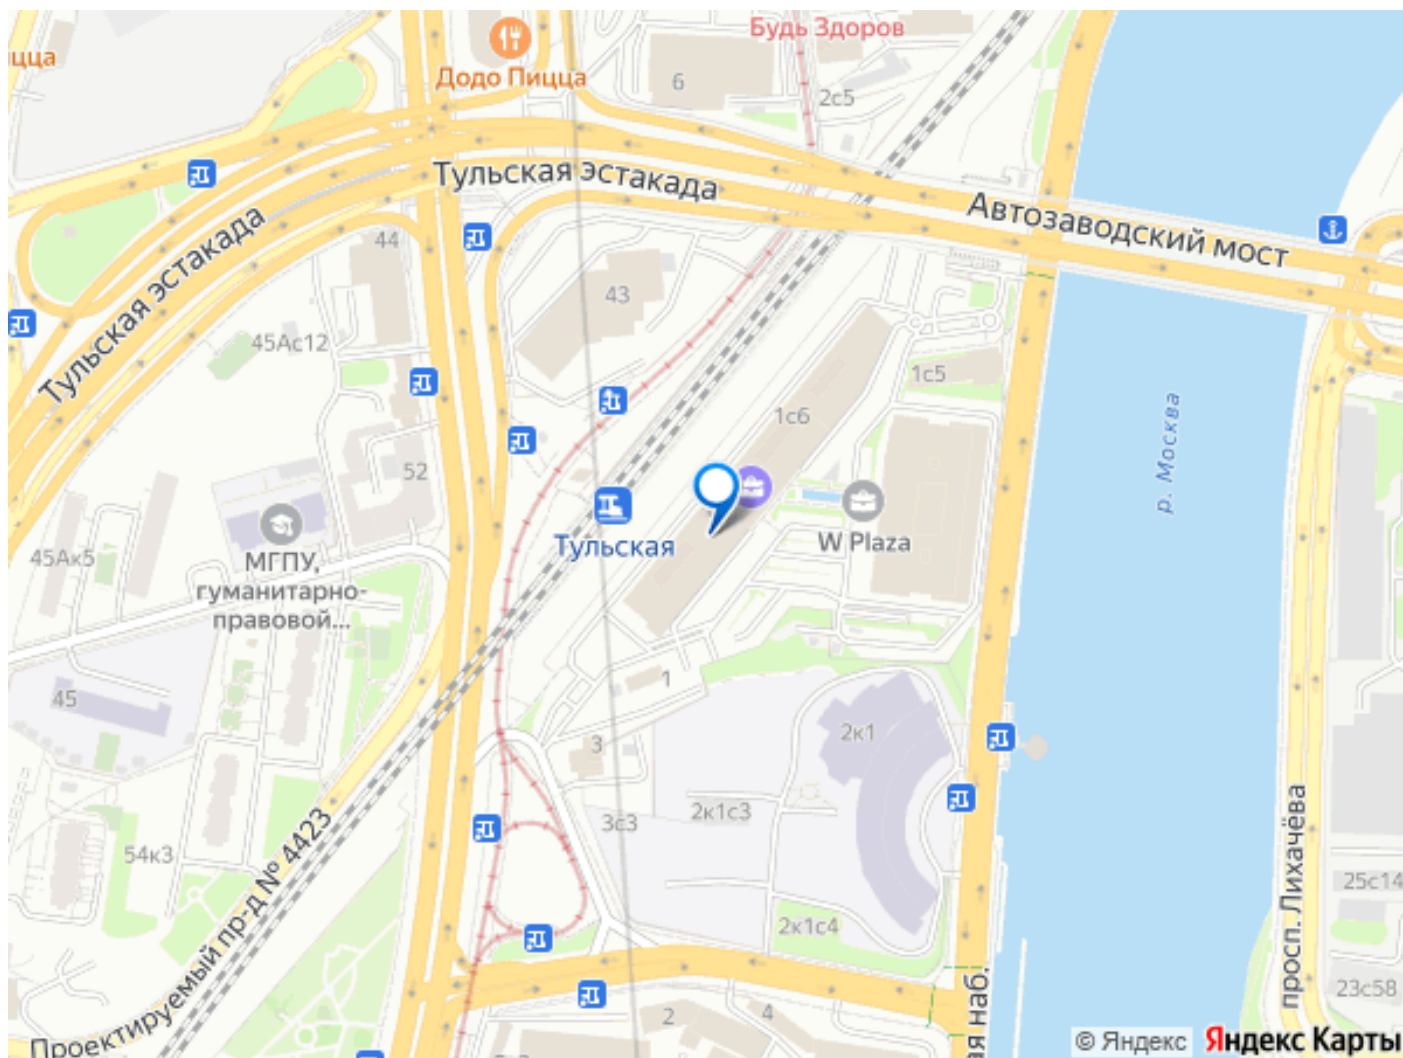 Будь Здоров
цца
Додо Пицца
6
2с5
Тульская эстакада
Автозаводский мост
44
Тульская эстакада
43
45Ас12
1с5
1с6
р. Москва
52
W Plaza
Тульская
45Ак5
МГПУ,
гуманитарно-
правовой...
1
45
2к1
3
2к1с3
3с3
просп. Лихачёва
54к3
Проектируемый пр-д № 4423
25с14
2к1с4
ая наб.
23с58
2
4
© Яндекс Яндекс Карты